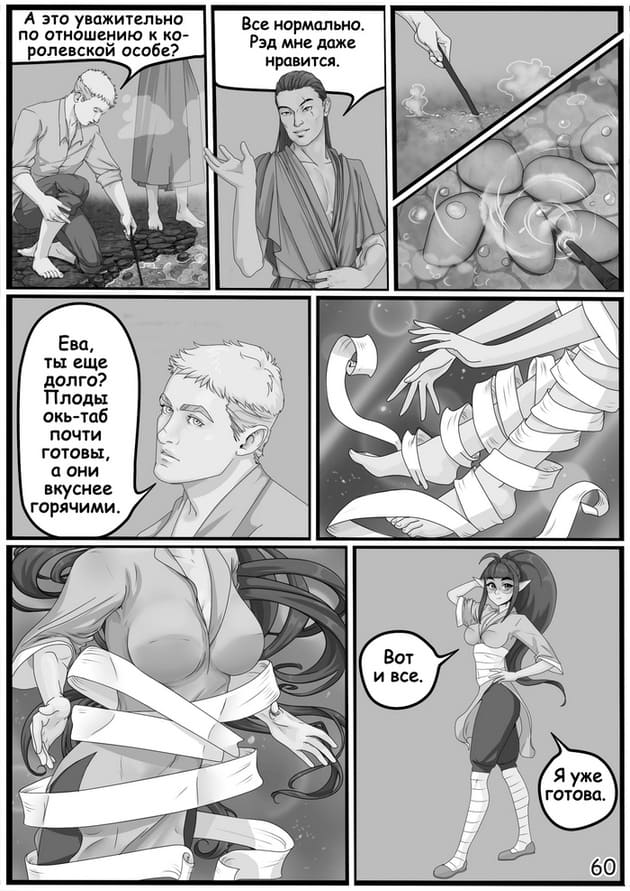 А это уважительно
по отношению к ко-
ролевской особе?
Все нормально.
Рэд мне даже
нравится.
Ева,
ты еще
долго?
Плоды
окь-таб
почти
готовы,
а они
вкуснее
горячими.
Вот
и все.
Я уже
готова.
60